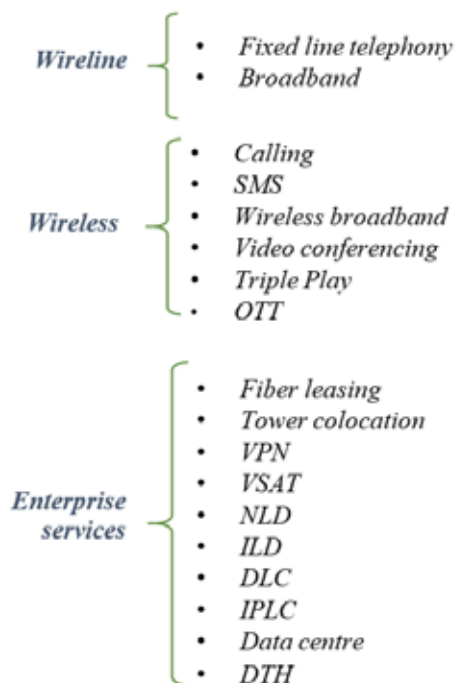 Wireline
• Fixed line telephony
• Broadband
Wireless
• Calling
• SMS
• Wireless broadband
• Video conferencing
• Triple Play
• OTT
Enterprise
services
• Fiber leasing
• Tower colocation
• VPN
• VSAT
• NLD
• ILD
• DLC
• IPLC
• Data centre
• DTH